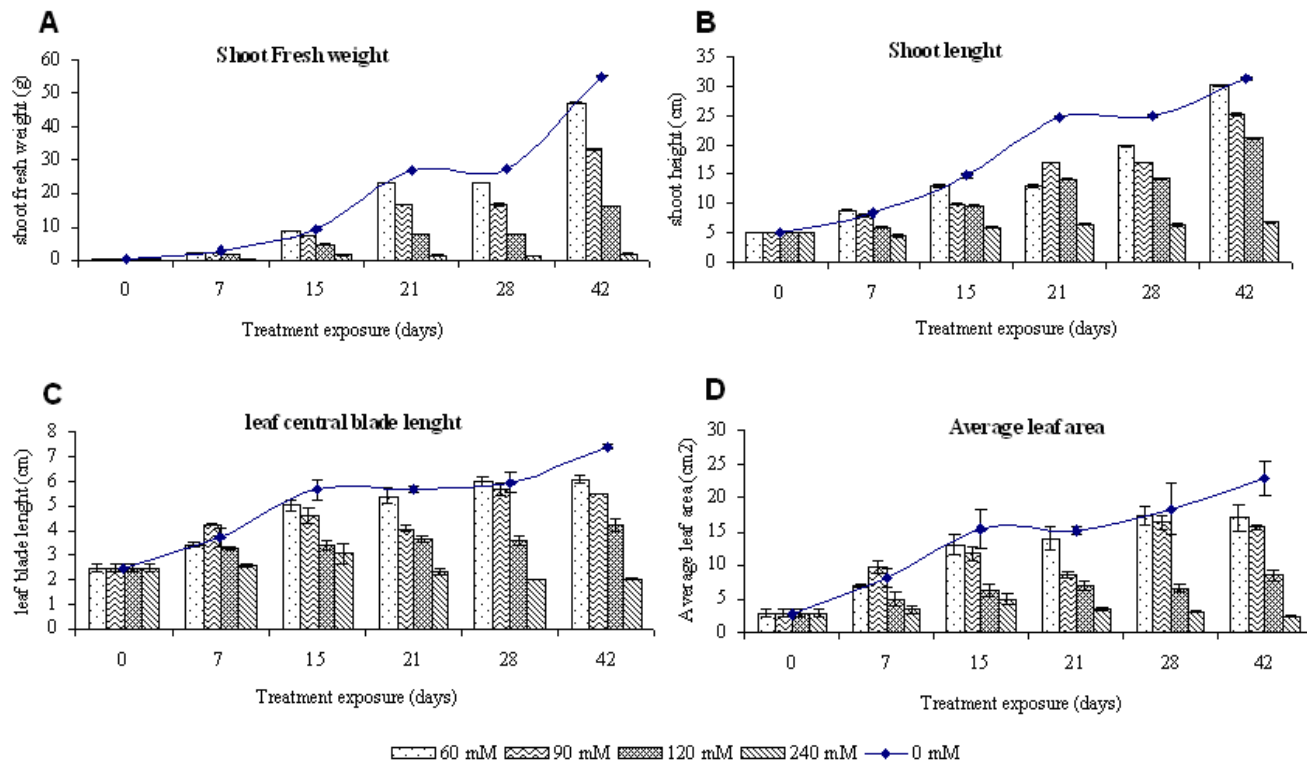 A
Shoot Fresh weight
shoot fresh weight (g)
60
50
40
30
20
10
0
0 7 15 21 28 42
Treatment exposure (days)
B
Shoot lenght
shoot height (cm)
35
30
25
20
15
10
5
0
0 7 15 21 28 42
Treatment exposure (days)
C
leaf central blade lenght
leaf blade lenght (cm)
8
7
6
5
4
3
2
1
0
0 7 15 21 28 42
Treatment exposure (days)
D
Average leaf area
Average leaf area (cm2)
30
25
20
15
10
5
0
0 7 15 21 28 42
Treatment exposure (days)
60 mM 90 mM 120 mM 240 mM 0 mM